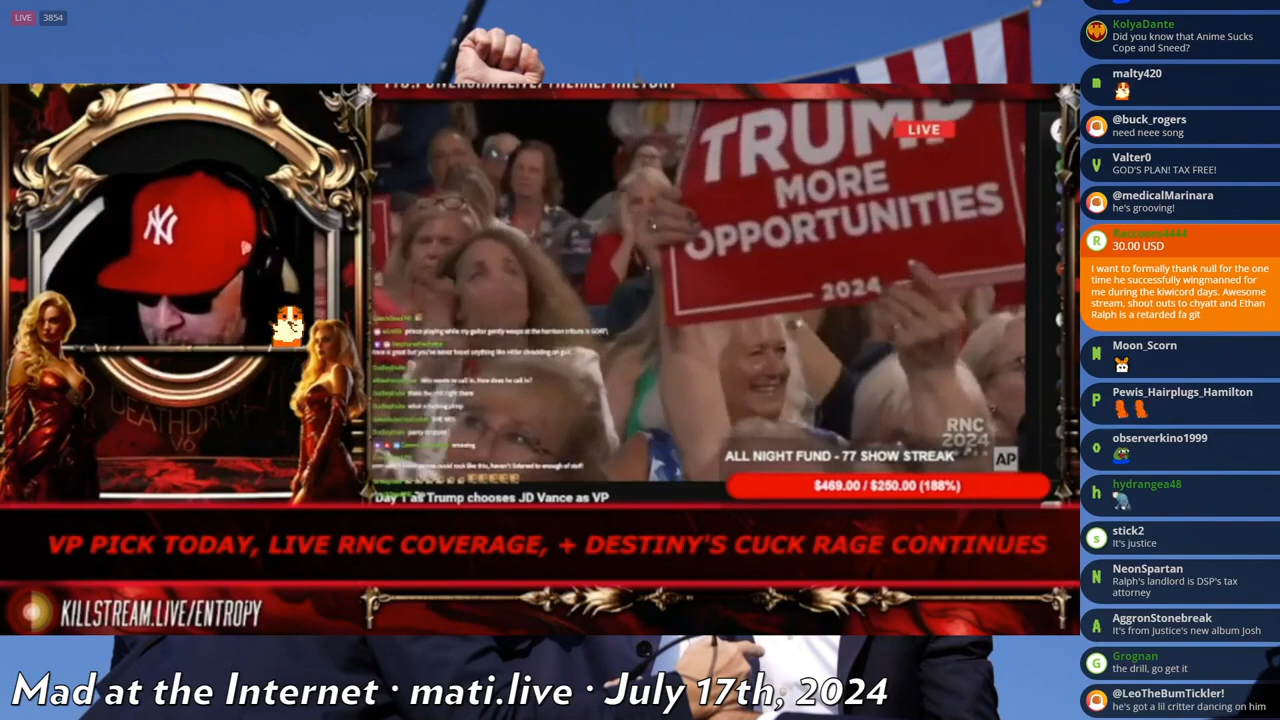 LIVE 3854
TRUMP
LIVE
MORE
OPPORTUNITIES
2024
NY
RNC
2024
AP
ALL NIGHT FUND - 77 SHOW STREAK
$469.00 / $250.00 (188%)
Day 1 as Trump chooses JD Vance as VP
VP PICK TODAY, LIVE RNC COVERAGE, + DESTINY'S CUCK RAGE CONTINUES
KILLSTREAM.LIVE/ENTROPY
Mad at the Internet · mati.live · July 17th, 2024
KolyaDante
Did you know that Anime Sucks
Cope and Sneed?
malty420
@buck_rogers
need neee song
Valter0
GOD'S PLAN! TAX FREE!
@medicalMarinara
he's grooving!
R
Raccoons4444
30.00 USD
I want to formally thank null for the one
time he successfully wingmanned for
me during the kiwicord days. Awesome
stream, shout outs to chyatt and Ethan
Ralph is a retarded fa git
Moon_Scorn
P
Pewis_Hairplugs_Hamilton
o
observerkino1999
h
hydrangea48
s
stick2
It's justice
N
NeonSpartan
Ralph's landlord is DSP's tax
attorney
A
AggronStonebreak
It's from Justice's new album Josh
G
Grognan
the drill, go get it
@LeoTheBumTickler!
he's got a lil critter dancing on him